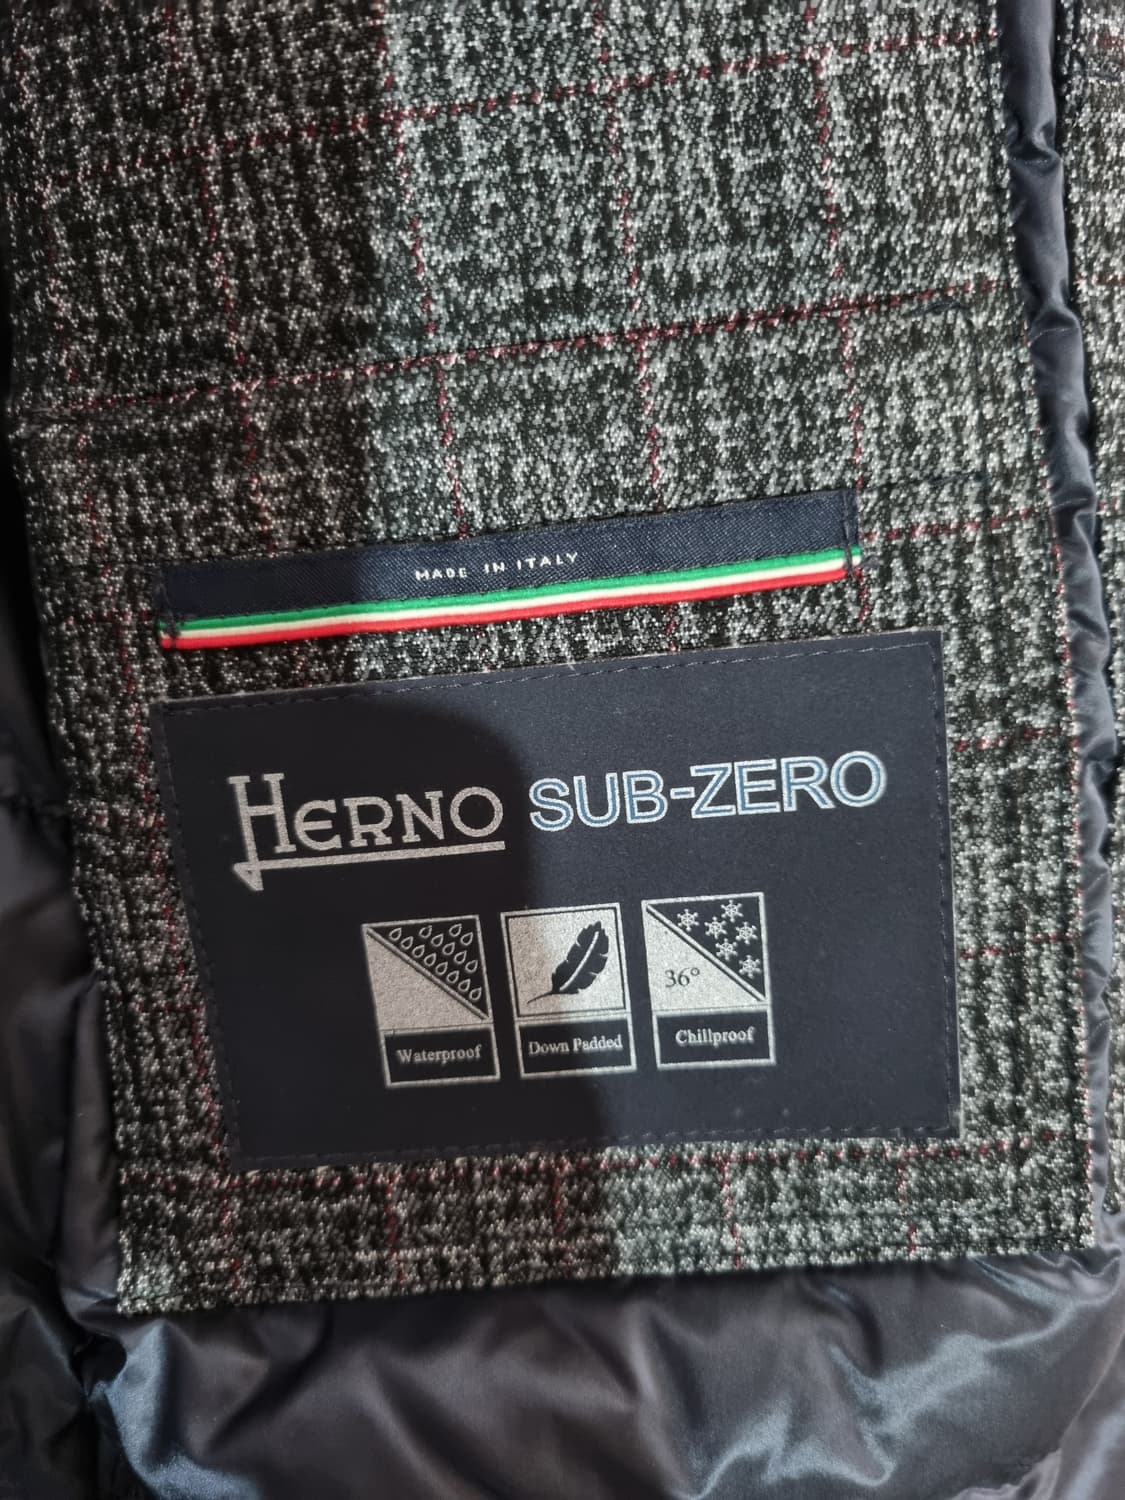 MADE IN ITALY
HERNO SUB-ZERO
36°
Waterproof Down Padded Chillproof